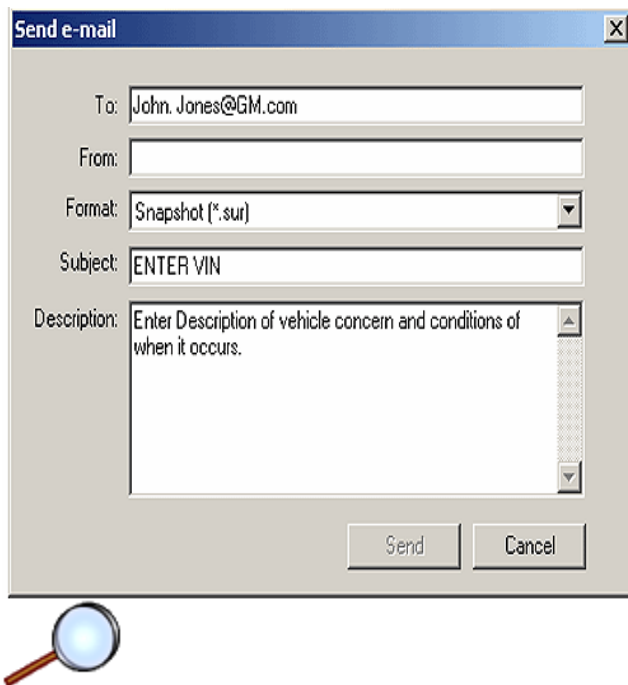 Send e-mail
To: John. Jones@GM.com
From:
Format: Snapshot (*.sur)
Subject: ENTER VIN
Description: Enter Description of vehicle concern and conditions of
when it occurs.
Send Cancel